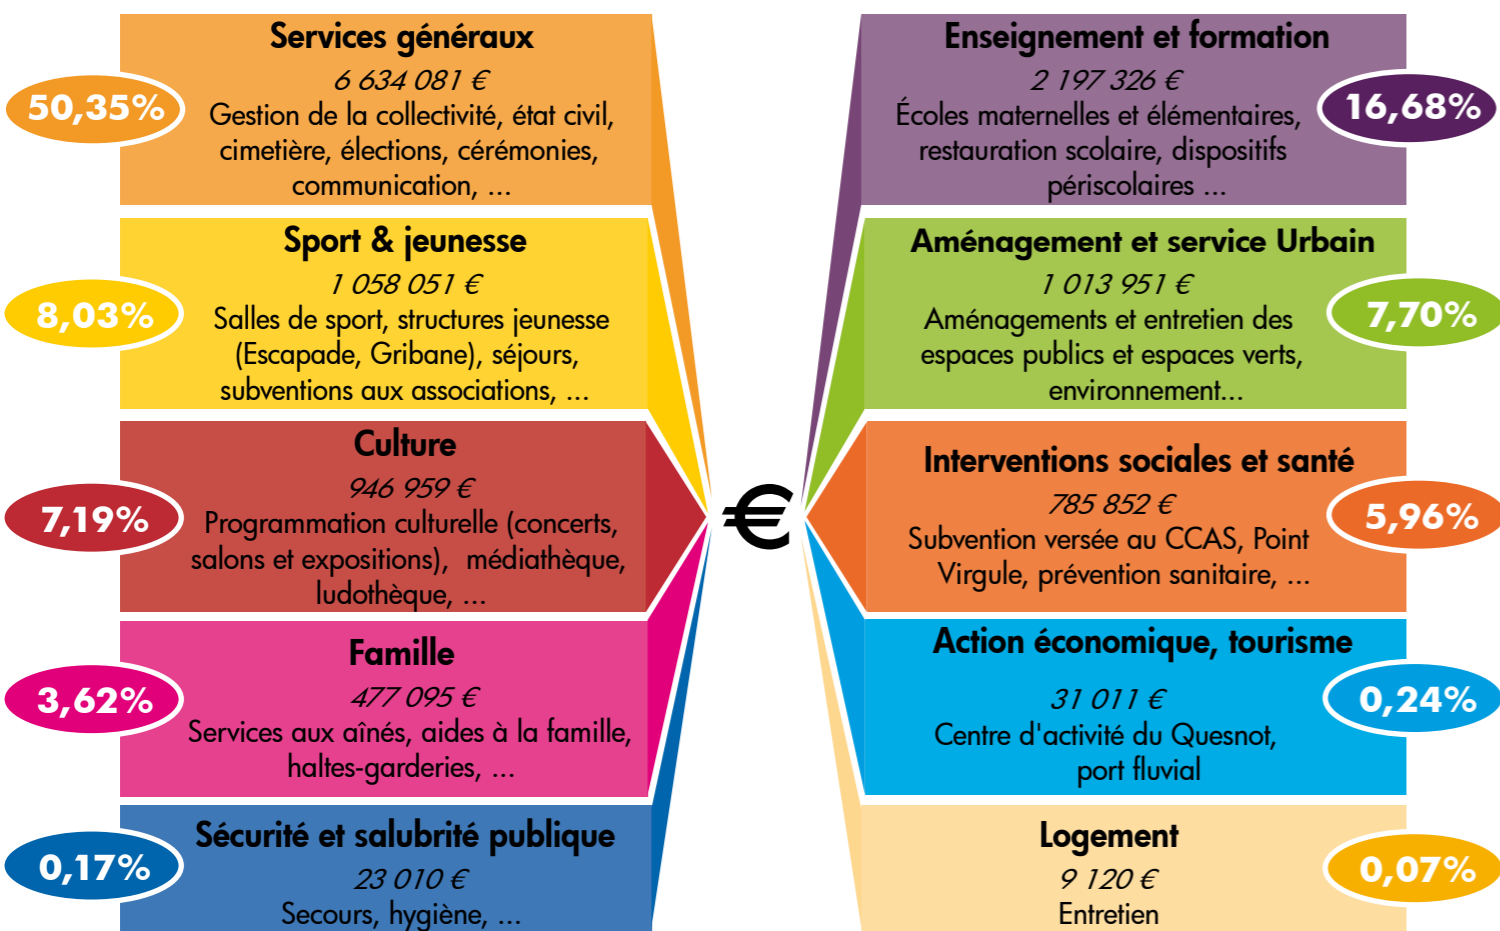 Services généraux
6 634 081 €
50,35%
Gestion de la collectivité, état civil,
cimetière, élections, cérémonies,
communication, ...
Sport & jeunesse
1 058 051 €
8,03%
Salles de sport, structures jeunesse
(Escapade, Gribane), séjours,
subventions aux associations, ...
Culture
946 959 €
7,19%
Programmation culturelle (concerts,
salons et expositions), médiathèque,
ludothèque, ...
Famille
477 095 €
3,62%
Services aux aînés, aides à la famille,
haltes-garderies, ...
Sécurité et salubrité publique
23 010 €
0,17%
Secours, hygiène, ...
€
Enseignement et formation
2 197 326 €
16,68%
Écoles maternelles et élémentaires,
restauration scolaire, dispositifs
périscolaires ...
Aménagement et service Urbain
1 013 951 €
7,70%
Aménagements et entretien des
espaces publics et espaces verts,
environnement...
Interventions sociales et santé
785 852 €
5,96%
Subvention versée au CCAS, Point
Virgule, prévention sanitaire, ...
Action économique, tourisme
31 011 €
0,24%
Centre d'activité du Quesnot,
port fluvial
Logement
9 120 €
0,07%
Entretien